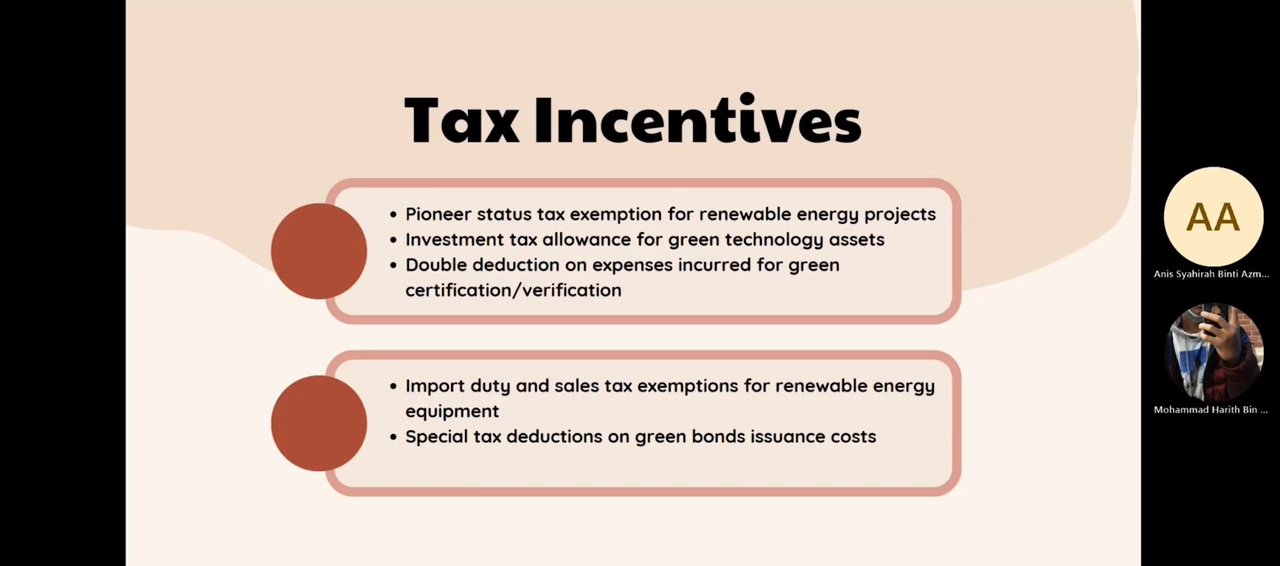 Tax Incentives
• Pioneer status tax exemption for renewable energy projects
• Investment tax allowance for green technology assets
• Double deduction on expenses incurred for green
certification/verification
• Import duty and sales tax exemptions for renewable energy
equipment
• Special tax deductions on green bonds issuance costs
AA
Anis Syahirah Binti Azm...
Mohammad Harith Bin ...